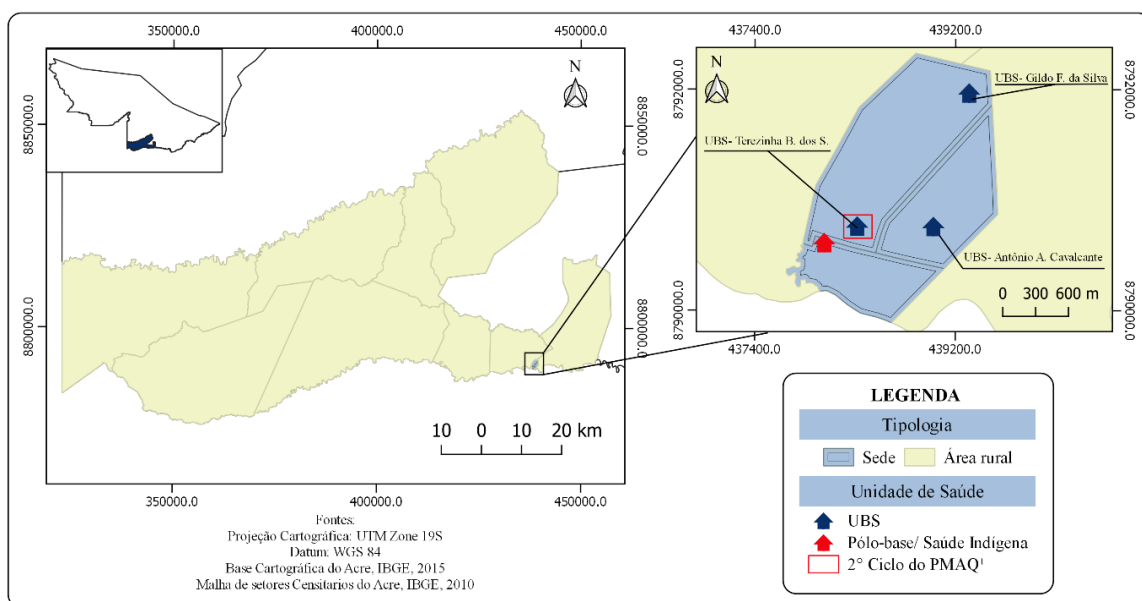 350000.0
400000.0
450000.0
N
8850000.0
8850000.0
8800000.0
8800000.0
10 0 10 20 km
350000.0
400000.0
450000.0
Fontes:
Projeção Cartográfica: UTM Zone 19S
Datum: WGS 84
Base Cartográfica do Acre, IBGE, 2015
Malha de setores Censitarios do Acre, IBGE, 2010
437400.0
439200.0
N
8792000.0
8792000.0
UBS- Gildo F. da Silva
UBS- Terezinha B. dos S.
UBS- Antônio A. Cavalcante
0 300 600 m
8790000.0
8790000.0
437400.0
439200.0
LEGENDA
Tipologia
Sede
Área rural
Unidade de Saúde
UBS
Pólo-base/ Saúde Indígena
2° Ciclo do PMAQ¹